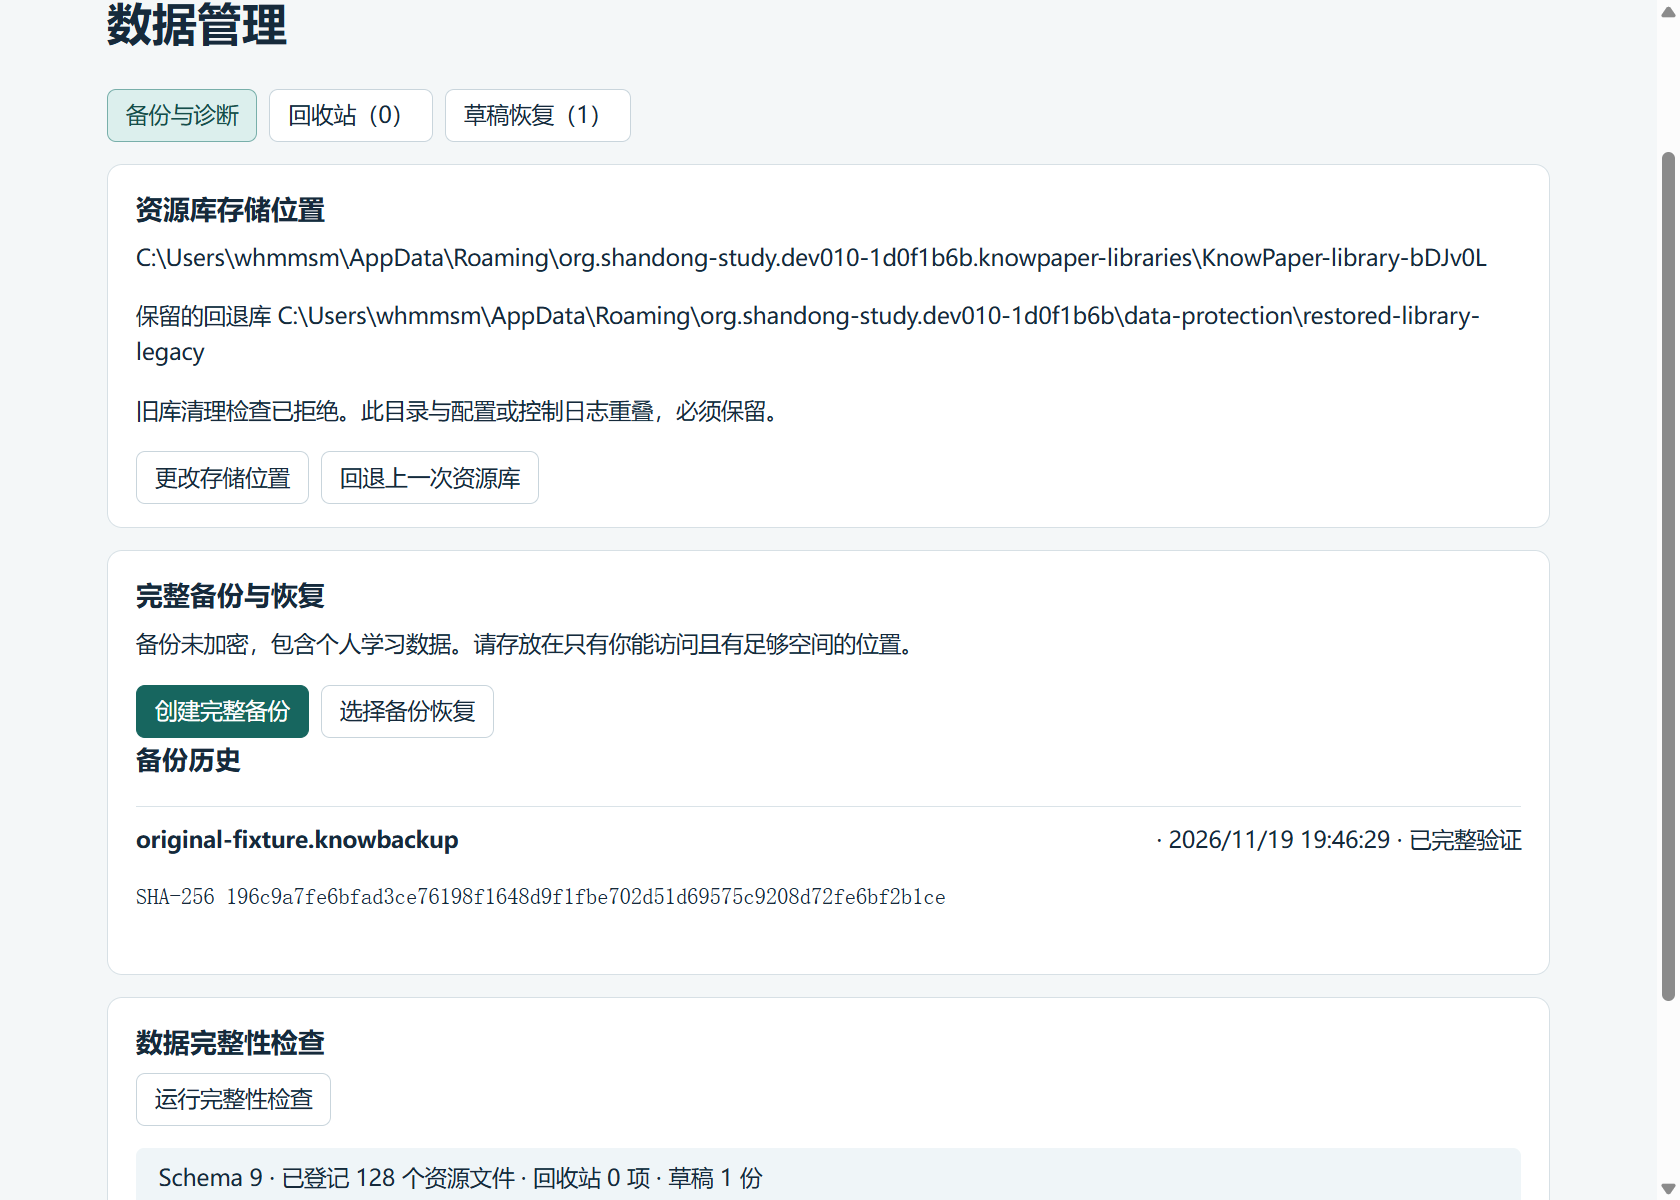 数据管理
备份与诊断
回收站（0）
草稿恢复（1）
资源库存储位置
C:\Users\whmmsm\AppData\Roaming\org.shandong-study.dev010-1d0f1b6b.knowpaper-libraries\KnowPaper-library-bDJv0L
保留的回退库 C:\Users\whmmsm\AppData\Roaming\org.shandong-study.dev010-1d0f1b6b\data-protection\restored-library-
legacy
旧库清理检查已拒绝。此目录与配置或控制日志重叠，必须保留。
更改存储位置
回退上一次资源库
完整备份与恢复
备份未加密，包含个人学习数据。请存放在只有你能访问且有足够空间的位置。
创建完整备份
选择备份恢复
备份历史
original-fixture.knowbackup
· 2026/11/19 19:46:29 · 已完整验证
SHA-256 196c9a7fe6bfad3ce76198f1648d9f1fbe702d51d69575c9208d72fe6bf2b1ce
数据完整性检查
运行完整性检查
Schema 9 · 已登记 128 个资源文件 · 回收站 0 项 · 草稿 1 份